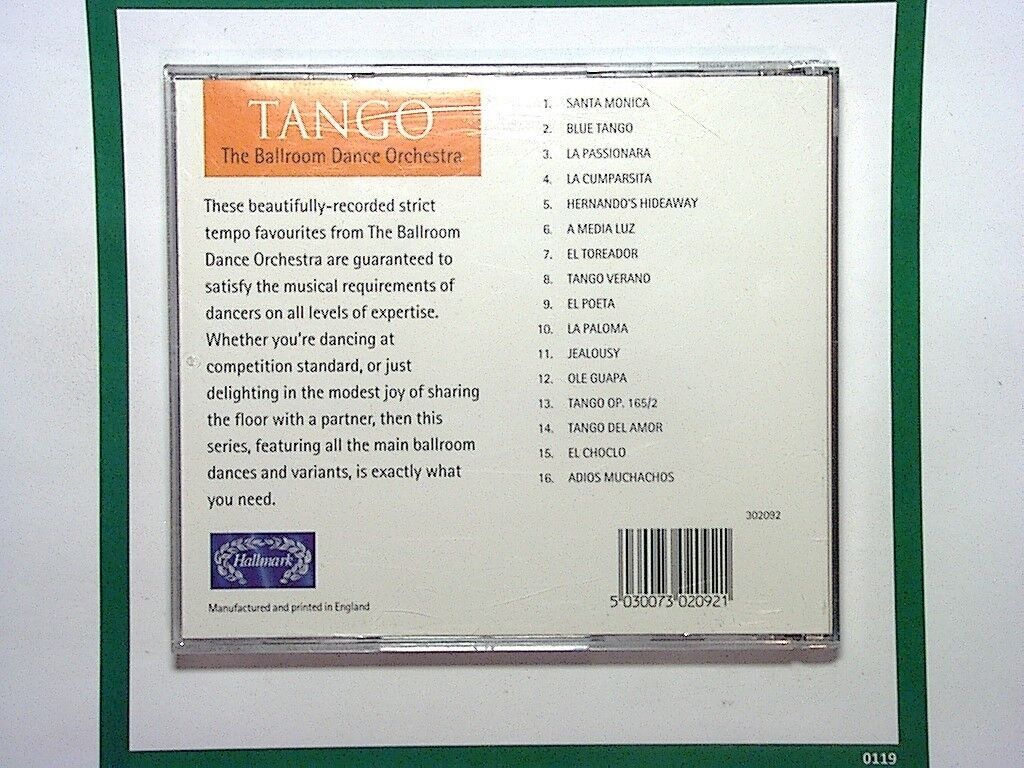 TANGO
The Ballroom Dance Orchestra
These beautifully-recorded strict
tempo favourites from The Ballroom
Dance Orchestra are guaranteed to
satisfy the musical requirements of
dancers on all levels of expertise.
Whether you're dancing at
competition standard, or just
delighting in the modest joy of sharing
the floor with a partner, then this
series, featuring all the main ballroom
dances and variants, is exactly what
you need.
Hallmark
Manufactured and printed in England
1. SANTA MONICA
2. BLUE TANGO
3. LA PASSIONARA
4. LA CUMPARSITA
5. HERNANDO'S HIDEAWAY
6. A MEDIA LUZ
7. EL TOREADOR
8. TANGO VERANO
9. EL POETA
10. LA PALOMA
11. JEALOUSY
12. OLE GUAPA
13. TANGO OP. 165/2
14. TANGO DEL AMOR
15. EL CHOCLO
16. ADIOS MUCHACHOS
302092
5 030073 020921
0119